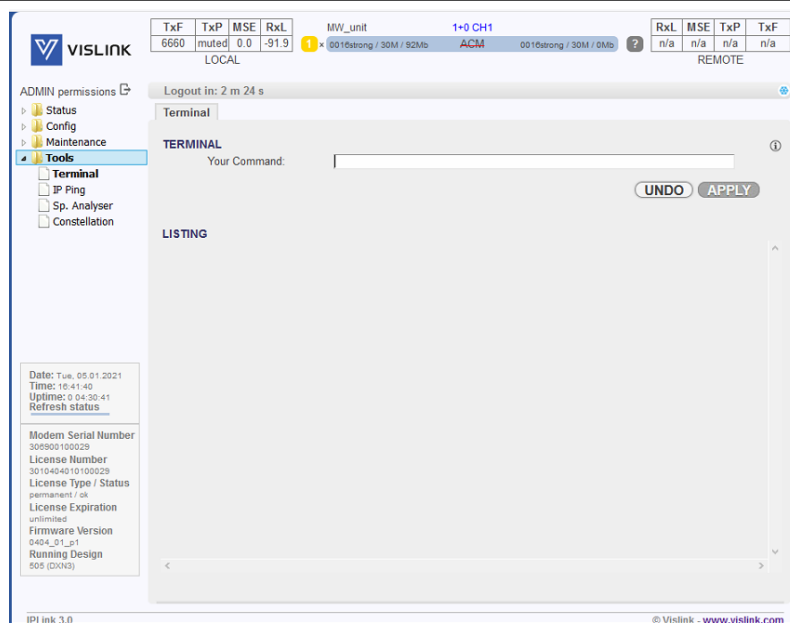 TxF TxP MSE RxL MW_unit 1+0 CH1 RxL MSE TxP TxF
6660 muted 0.0 -91.9 1 x 0016strong / 30M / 92Mb ACM 0016strong / 30M / 0Mb ? n/a n/a n/a n/a
LOCAL REMOTE
VISLINK
ADMIN permissions
Logout in: 2 m 24 s
Status
Config
Maintenance
Tools
Terminal
IP Ping
Sp. Analyser
Constellation
Terminal
TERMINAL
Your Command:
UNDO APPLY
LISTING
Date: Tue, 05.01.2021
Time: 16:41:40
Uptime: 0 04:30:41
Refresh status
Modem Serial Number
306900100029
License Number
3010404010100029
License Type / Status
permanent / ok
License Expiration
unlimited
Firmware Version
0404_01_p1
Running Design
505 (DXN3)
IPLink 3.0
© Vislink - www.vislink.com